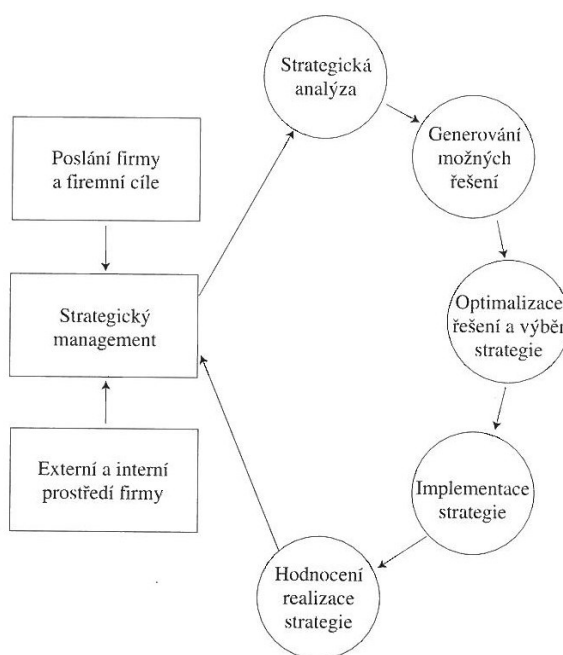 Strategická
analýza
Generování
možných
řešení
Poslání firmy
a firemní cíle
Strategický
management
Optimalizace
řešení a výběr
strategie
Externí a interní
prostředí firmy
Implementace
strategie
Hodnocení
realizace
strategie